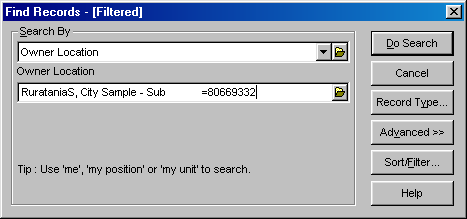 Find Records - [Filtered]
Search By
Owner Location
Owner Location
RurataniaS, City Sample - Sub =80669332
Tip : Use 'me', 'my position' or 'my unit' to search.
Do Search
Cancel
Record Type...
Advanced >>
Sort/Filter...
Help